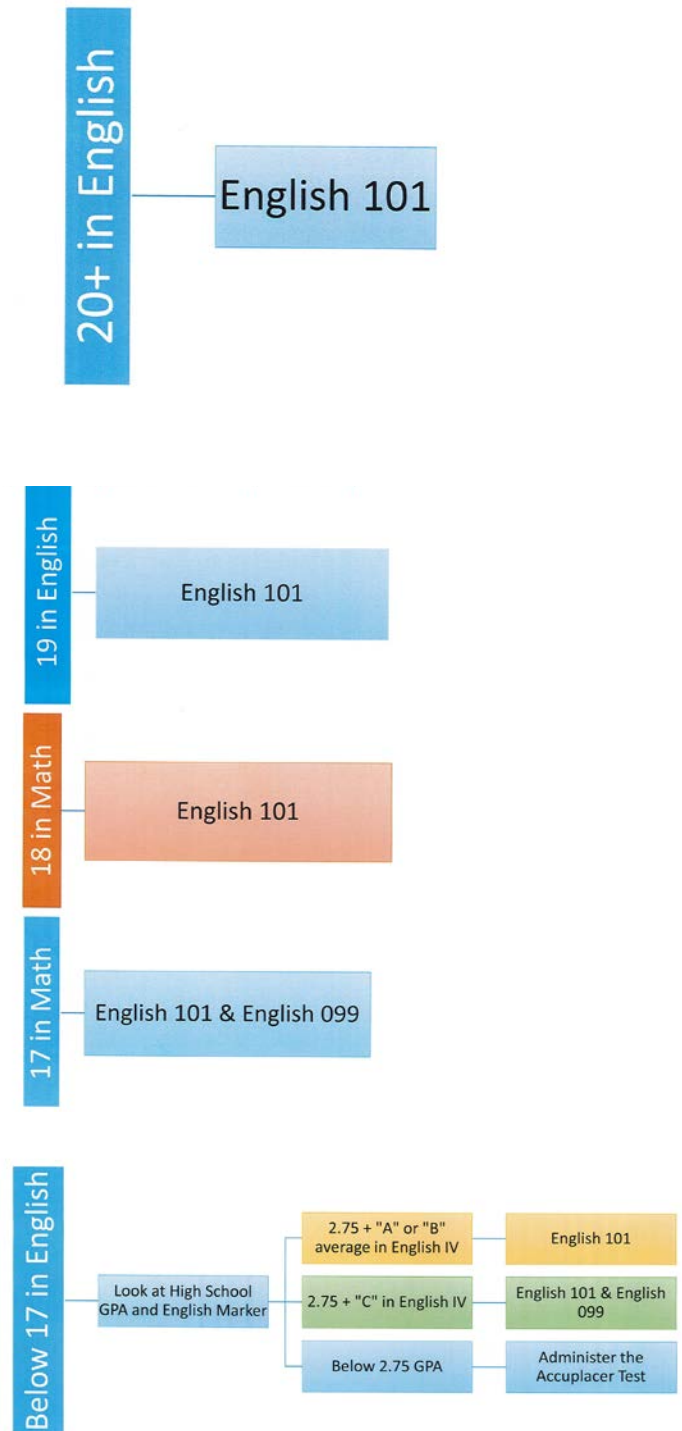 20+ in English
English 101
19 in English
English 101
18 in Math
English 101
17 in Math
English 101 & English 099
Below 17 in English
Look at High School
GPA and English Marker
2.75 + "A" or "B"
average in English IV
English 101
2.75 + "C" in English IV
English 101 & English
099
Below 2.75 GPA
Administer the
Accuplacer Test